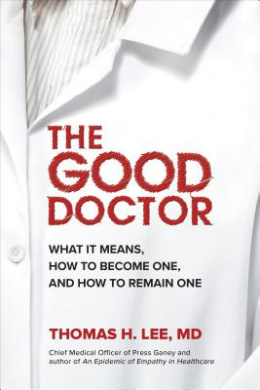 THE
GOOD
DOCTOR
WHAT IT MEANS,
HOW TO BECOME ONE,
AND HOW TO REMAIN ONE
THOMAS H. LEE, MD
Chief Medical Officer of Press Ganey and
author of An Epidemic of Empathy in Healthcare